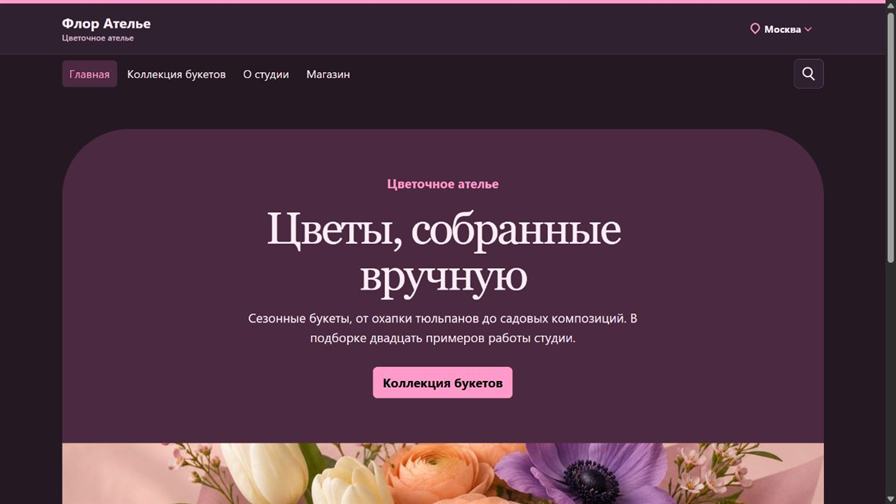 Флор Ателье
Цветочное ателье
Москва
Главная
Коллекция букетов
О студии
Магазин
Цветочное ателье
Цветы, собранные
вручную
Сезонные букеты, от охапки тюльпанов до садовых композиций. В
подборке двадцать примеров работы студии.
Коллекция букетов